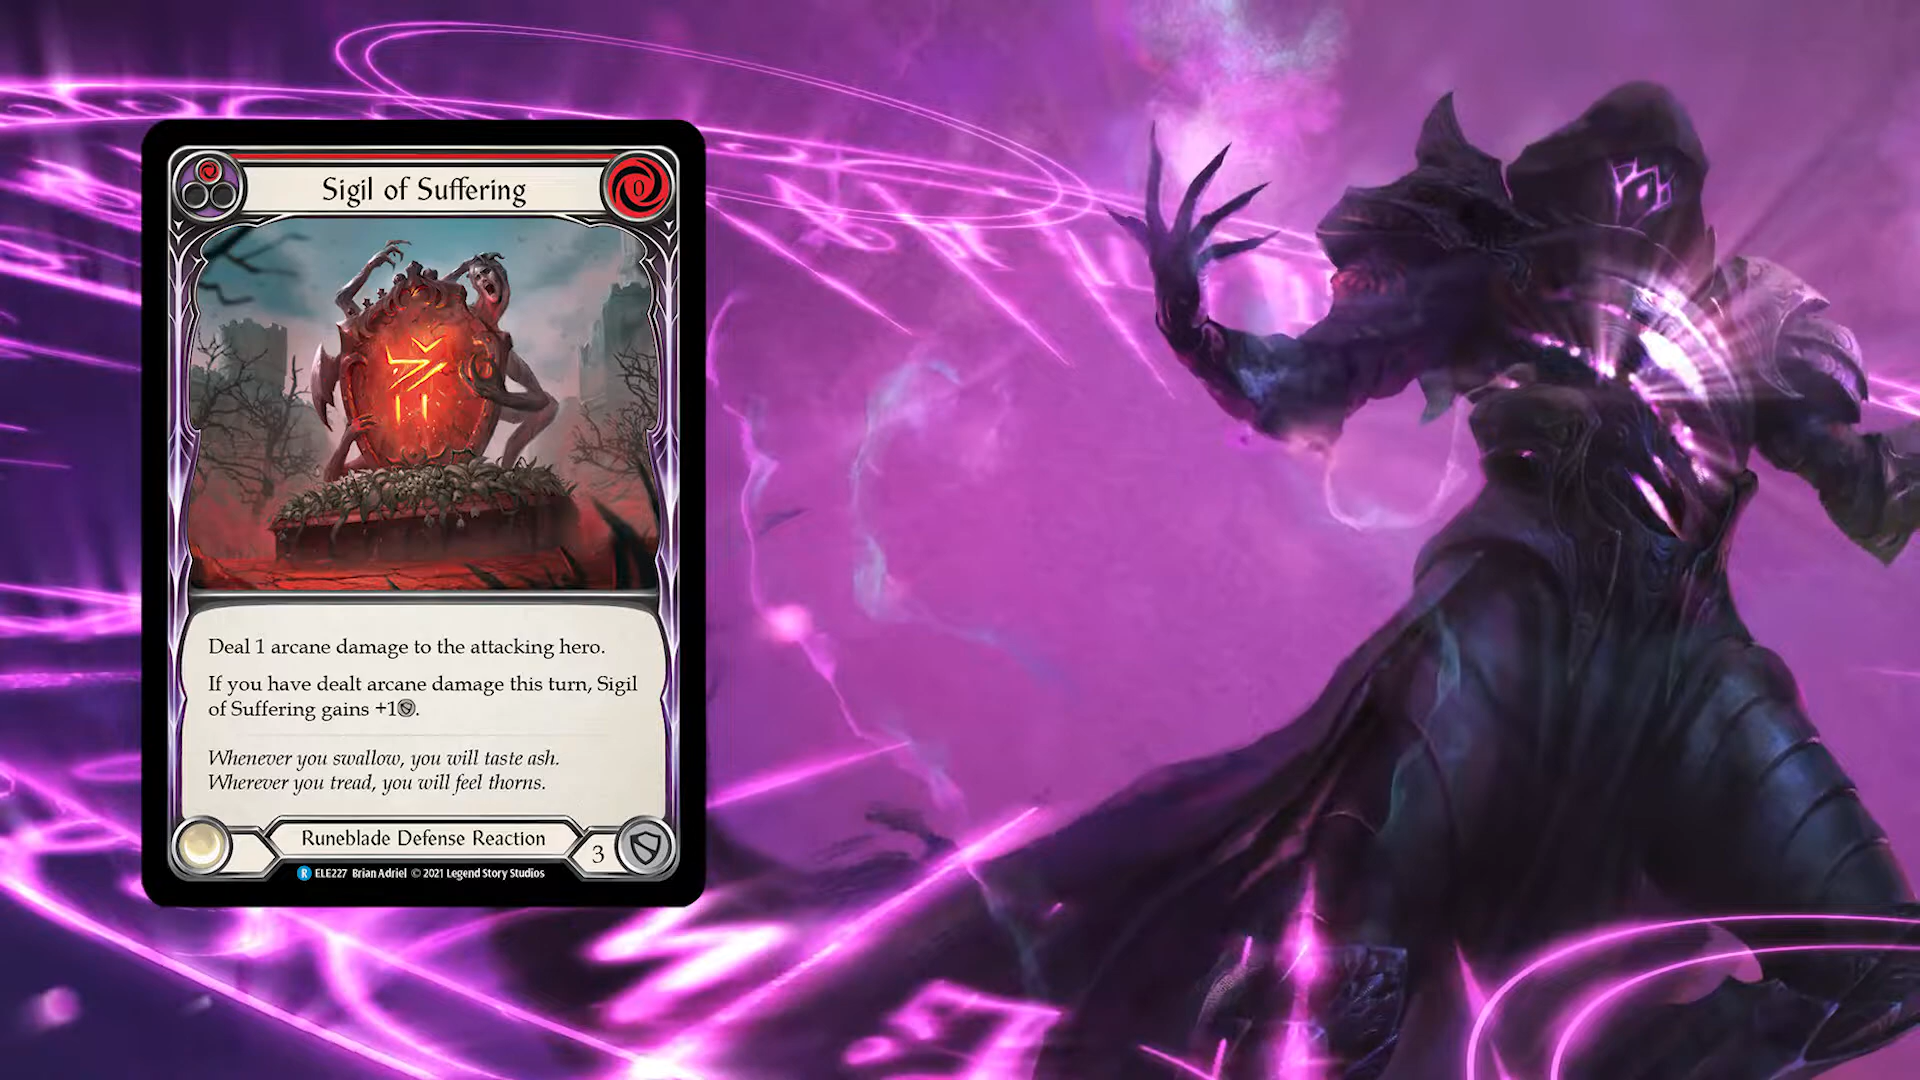 Sigil of Suffering
0
Deal 1 arcane damage to the attacking hero.
If you have dealt arcane damage this turn, Sigil
of Suffering gains +1.
Whenever you swallow, you will taste ash.
Wherever you tread, you will feel thorns.
Runeblade Defense Reaction
3
R ELE227 Brian Adriel © 2021 Legend Story Studios